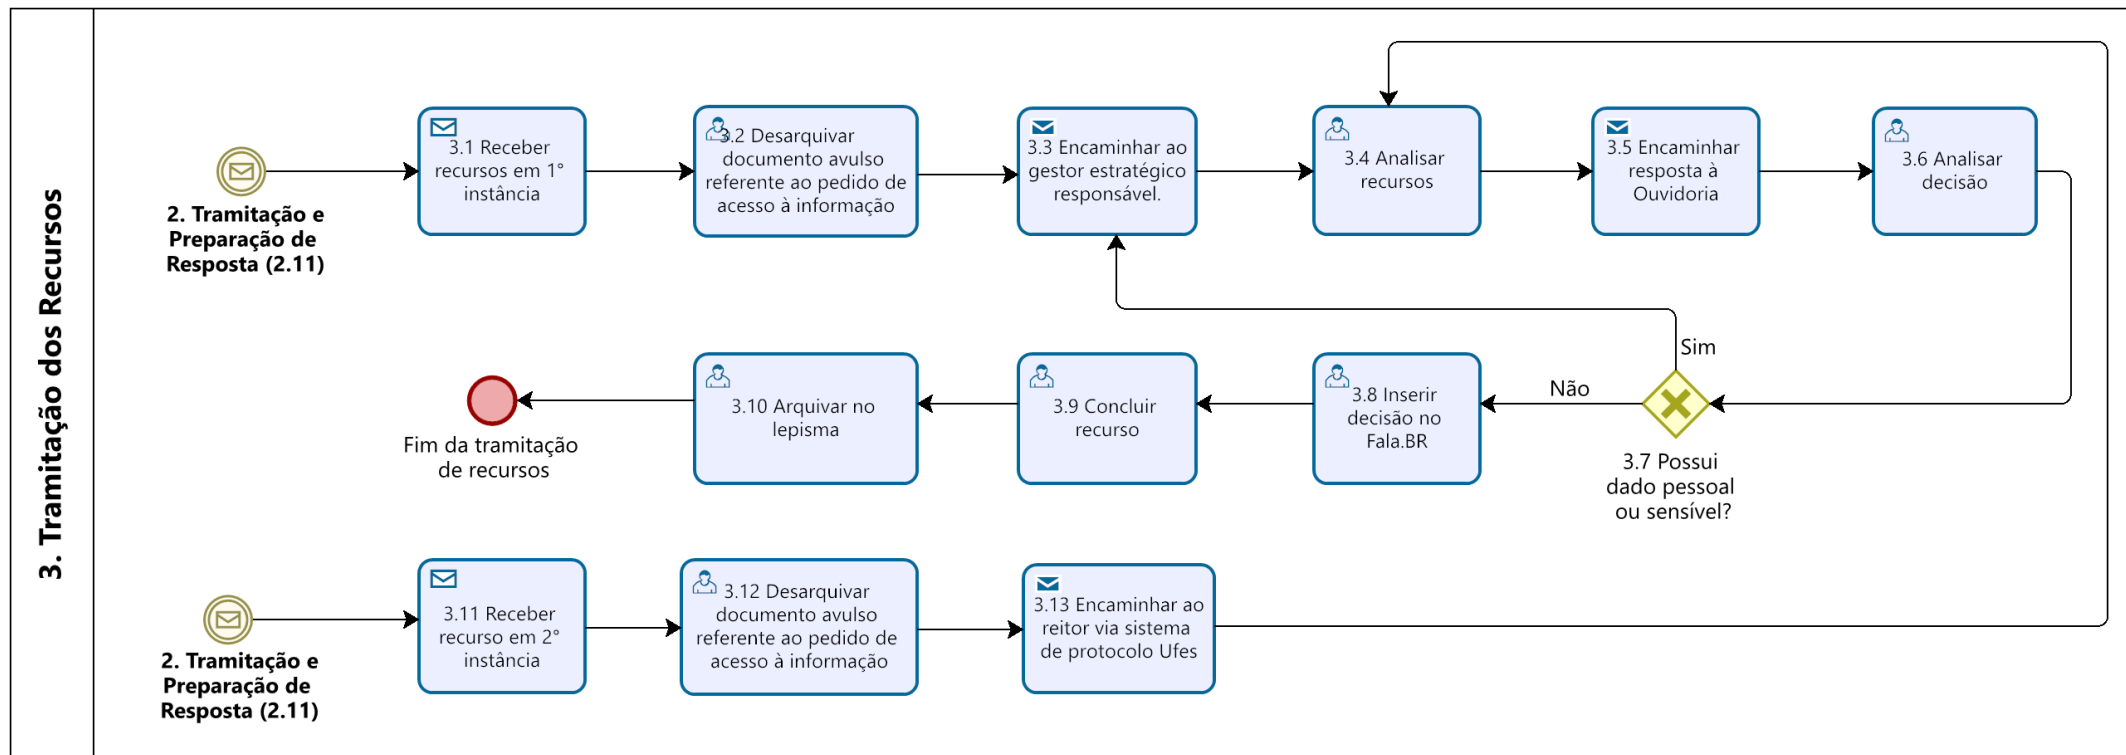 3. Tramitação dos Recursos
2. Tramitação e
Preparação de
Resposta (2.11)
3.1 Receber
recursos em 1°
instância
3.2 Desarquivar
documento avulso
referente ao pedido de
acesso à informação
3.3 Encaminhar ao
gestor estratégico
responsável.
3.4 Analisar
recursos
3.5 Encaminhar
resposta à
Ouvidoria
3.6 Analisar
decisão
Sim
Não
3.7 Possui
dado pessoal
ou sensível?
3.8 Inserir
decisão no
Fala.BR
3.9 Concluir
recurso
3.10 Arquivar no
lepisma
Fim da tramitação
de recursos
2. Tramitação e
Preparação de
Resposta (2.11)
3.11 Receber
recurso em 2°
instância
3.12 Desarquivar
documento avulso
referente ao pedido de
acesso à informação
3.13 Encaminhar ao
reitor via sistema
de protocolo Ufes